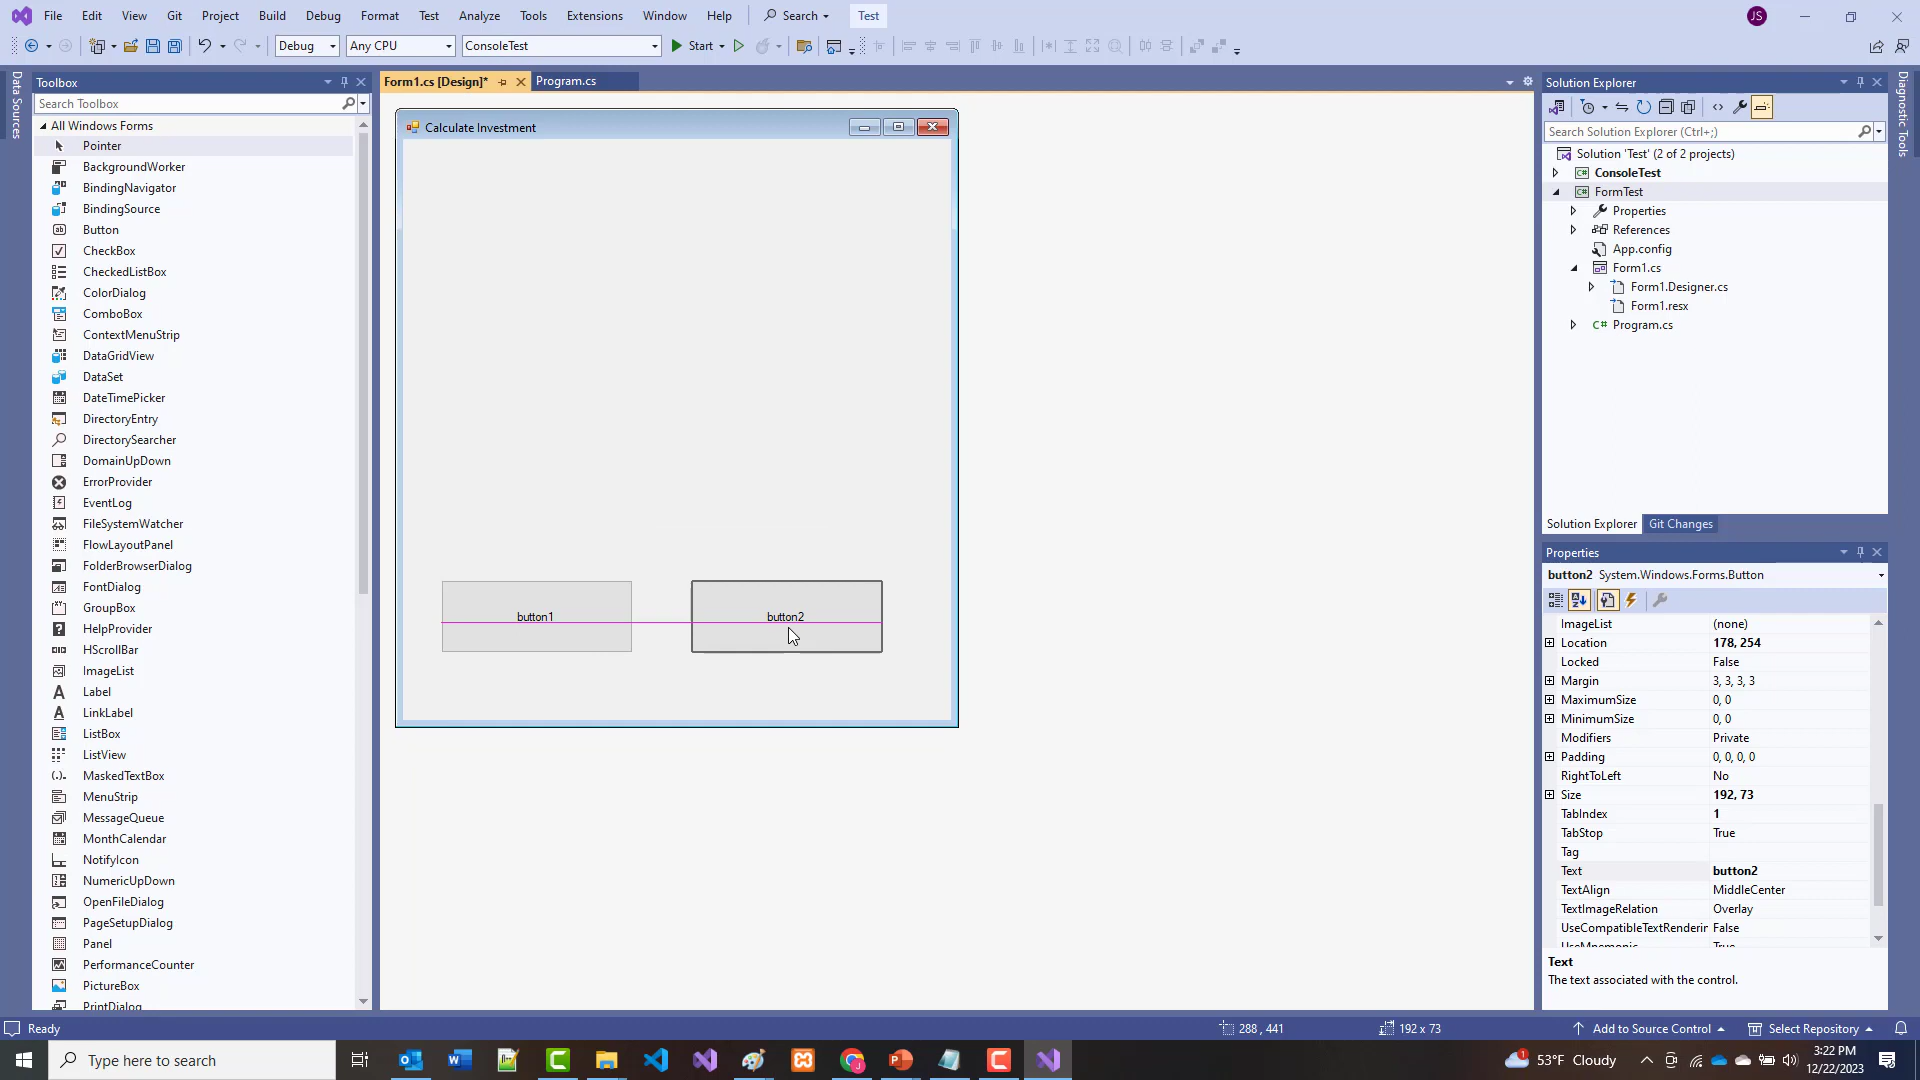 File Edit View Git Project Build Debug Format Test Analyze Tools Extensions Window Help Search Test JS
Debug Any CPU ConsoleTest Start
Data Sources
Toolbox
Search Toolbox
All Windows Forms
Pointer
BackgroundWorker
BindingNavigator
BindingSource
Button
CheckBox
CheckedListBox
ColorDialog
ComboBox
ContextMenuStrip
DataGridView
DataSet
DateTimePicker
DirectoryEntry
DirectorySearcher
DomainUpDown
ErrorProvider
EventLog
FileSystemWatcher
FlowLayoutPanel
FolderBrowserDialog
FontDialog
GroupBox
HelpProvider
HScrollBar
ImageList
Label
LinkLabel
ListBox
ListView
MaskedTextBox
MenuStrip
MessageQueue
MonthCalendar
NotifyIcon
NumericUpDown
OpenFileDialog
PageSetupDialog
Panel
PerformanceCounter
PictureBox
PrintDialog
Form1.cs [Design]* Program.cs
Calculate Investment
button1 button2
Solution Explorer
Search Solution Explorer (Ctrl+;)
Solution 'Test' (2 of 2 projects)
ConsoleTest
FormTest
Properties
References
App.config
Form1.cs
Form1.Designer.cs
Form1.resx
Program.cs
Solution Explorer Git Changes
Properties
button2 System.Windows.Forms.Button
ImageList (none)
Location 178, 254
Locked False
Margin 3, 3, 3, 3
MaximumSize 0, 0
MinimumSize 0, 0
Modifiers Private
Padding 0, 0, 0, 0
RightToLeft No
Size 192, 73
TabIndex 1
TabStop True
Tag
Text button2
TextAlign MiddleCenter
TextImageRelation Overlay
UseCompatibleTextRenderin False
UseMnemonic True
Text
The text associated with the control.
Diagnostic Tools
Ready 288 , 441 192 x 73 Add to Source Control Select Repository
Type here to search 53°F Cloudy 3:22 PM
12/22/2023